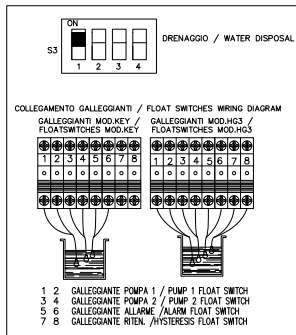 ON
S3
1 2 3 4
DRENAGGIO / WATER DISPOSAL
COLLEGAMENTO GALLEGGIANTI / FLOAT SWITCHES WIRING DIAGRAM
GALLEGGIANTI MOD.KEY /
FLOATSWITCHES MOD.KEY
GALLEGGIANTI MOD.HG3 /
FLOATSWITCHES MOD.HG3
1 2 3 4 5 6 7 8
1 2 3 4 5 6 7 8
1 2 GALLEGGIANTE POMPA 1 / PUMP 1 FLOAT SWITCH
3 4 GALLEGGIANTE POMPA 2 / PUMP 2 FLOAT SWITCH
5 6 GALLEGGIANTE ALLARME /ALARM FLOAT SWITCH
7 8 GALLEGGIANTE RITEN. /HYSTERESIS FLOAT SWITCH